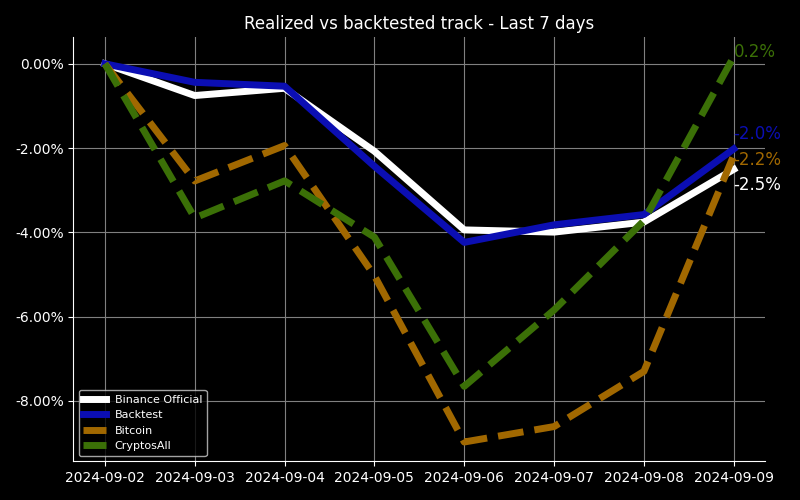 Realized vs backtested track - Last 7 days
0.00%
-2.00%
-4.00%
-6.00%
-8.00%
0.2%
-2.0%
-2.2%
-2.5%
Binance Official
Backtest
Bitcoin
CryptosAll
2024-09-02 2024-09-03 2024-09-04 2024-09-05 2024-09-06 2024-09-07 2024-09-08 2024-09-09